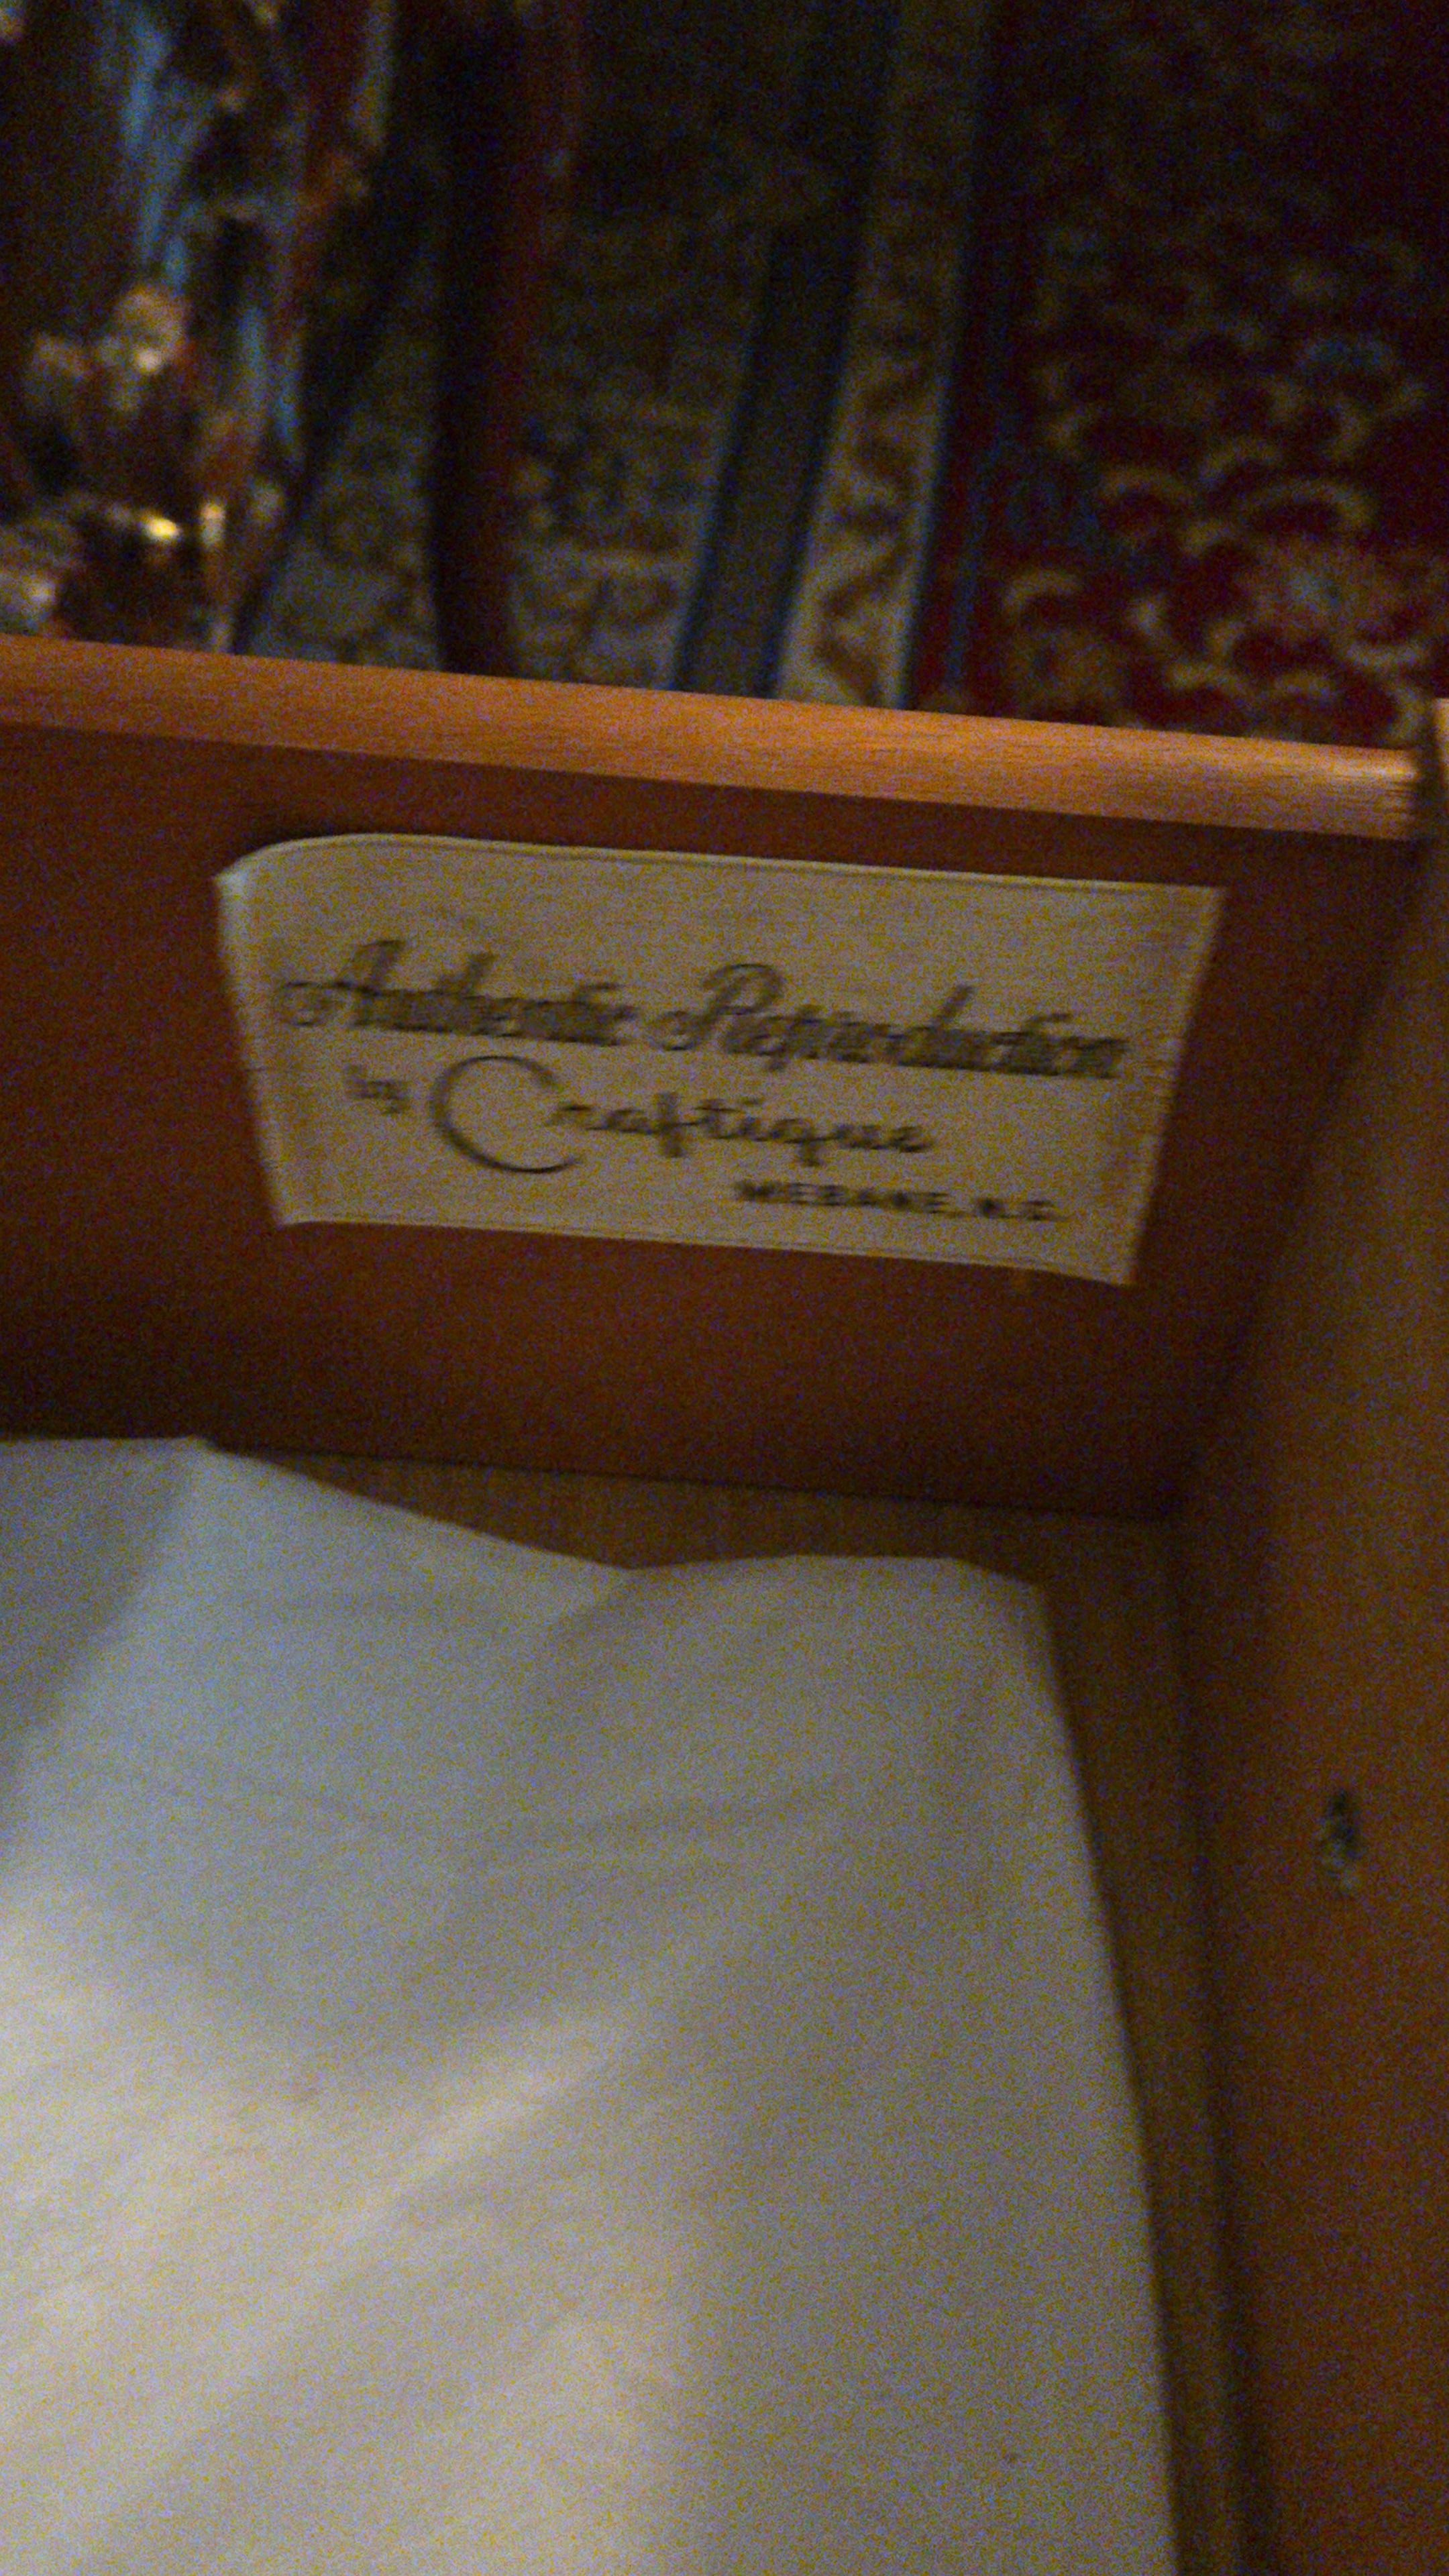 Authentic Reproduction
by Craftique
MEBANE, N.C.